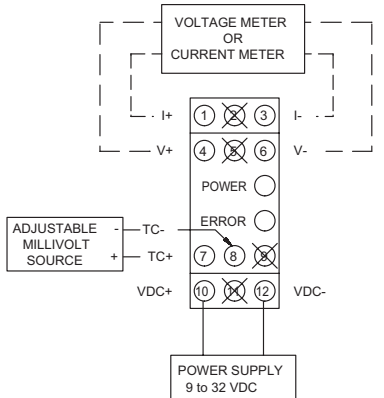 VOLTAGE METER
OR
CURRENT METER
I+ 1 2 3 I-
V+ 4 5 6 V-
POWER
ERROR
ADJUSTABLE
MILLIVOLT
SOURCE
- TC-
+ TC+
7 8 9
VDC+ 10 11 12 VDC-
POWER SUPPLY
9 to 32 VDC